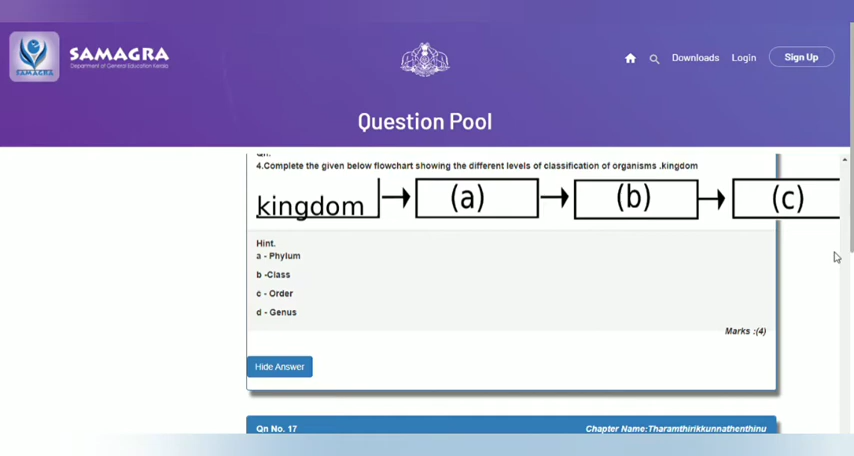 SAMAGRA
Department of General Education Kerala
SAMAGRA
Downloads Login Sign Up
Question Pool
Qn.
4.Complete the given below flowchart showing the different levels of classification of organisms .kingdom
kingdom (a) (b) (c)
Hint.
a - Phylum
b -Class
c - Order
d - Genus
Marks :(4)
Hide Answer
Qn No. 17 Chapter Name:Tharamthirikkunnathenthinu